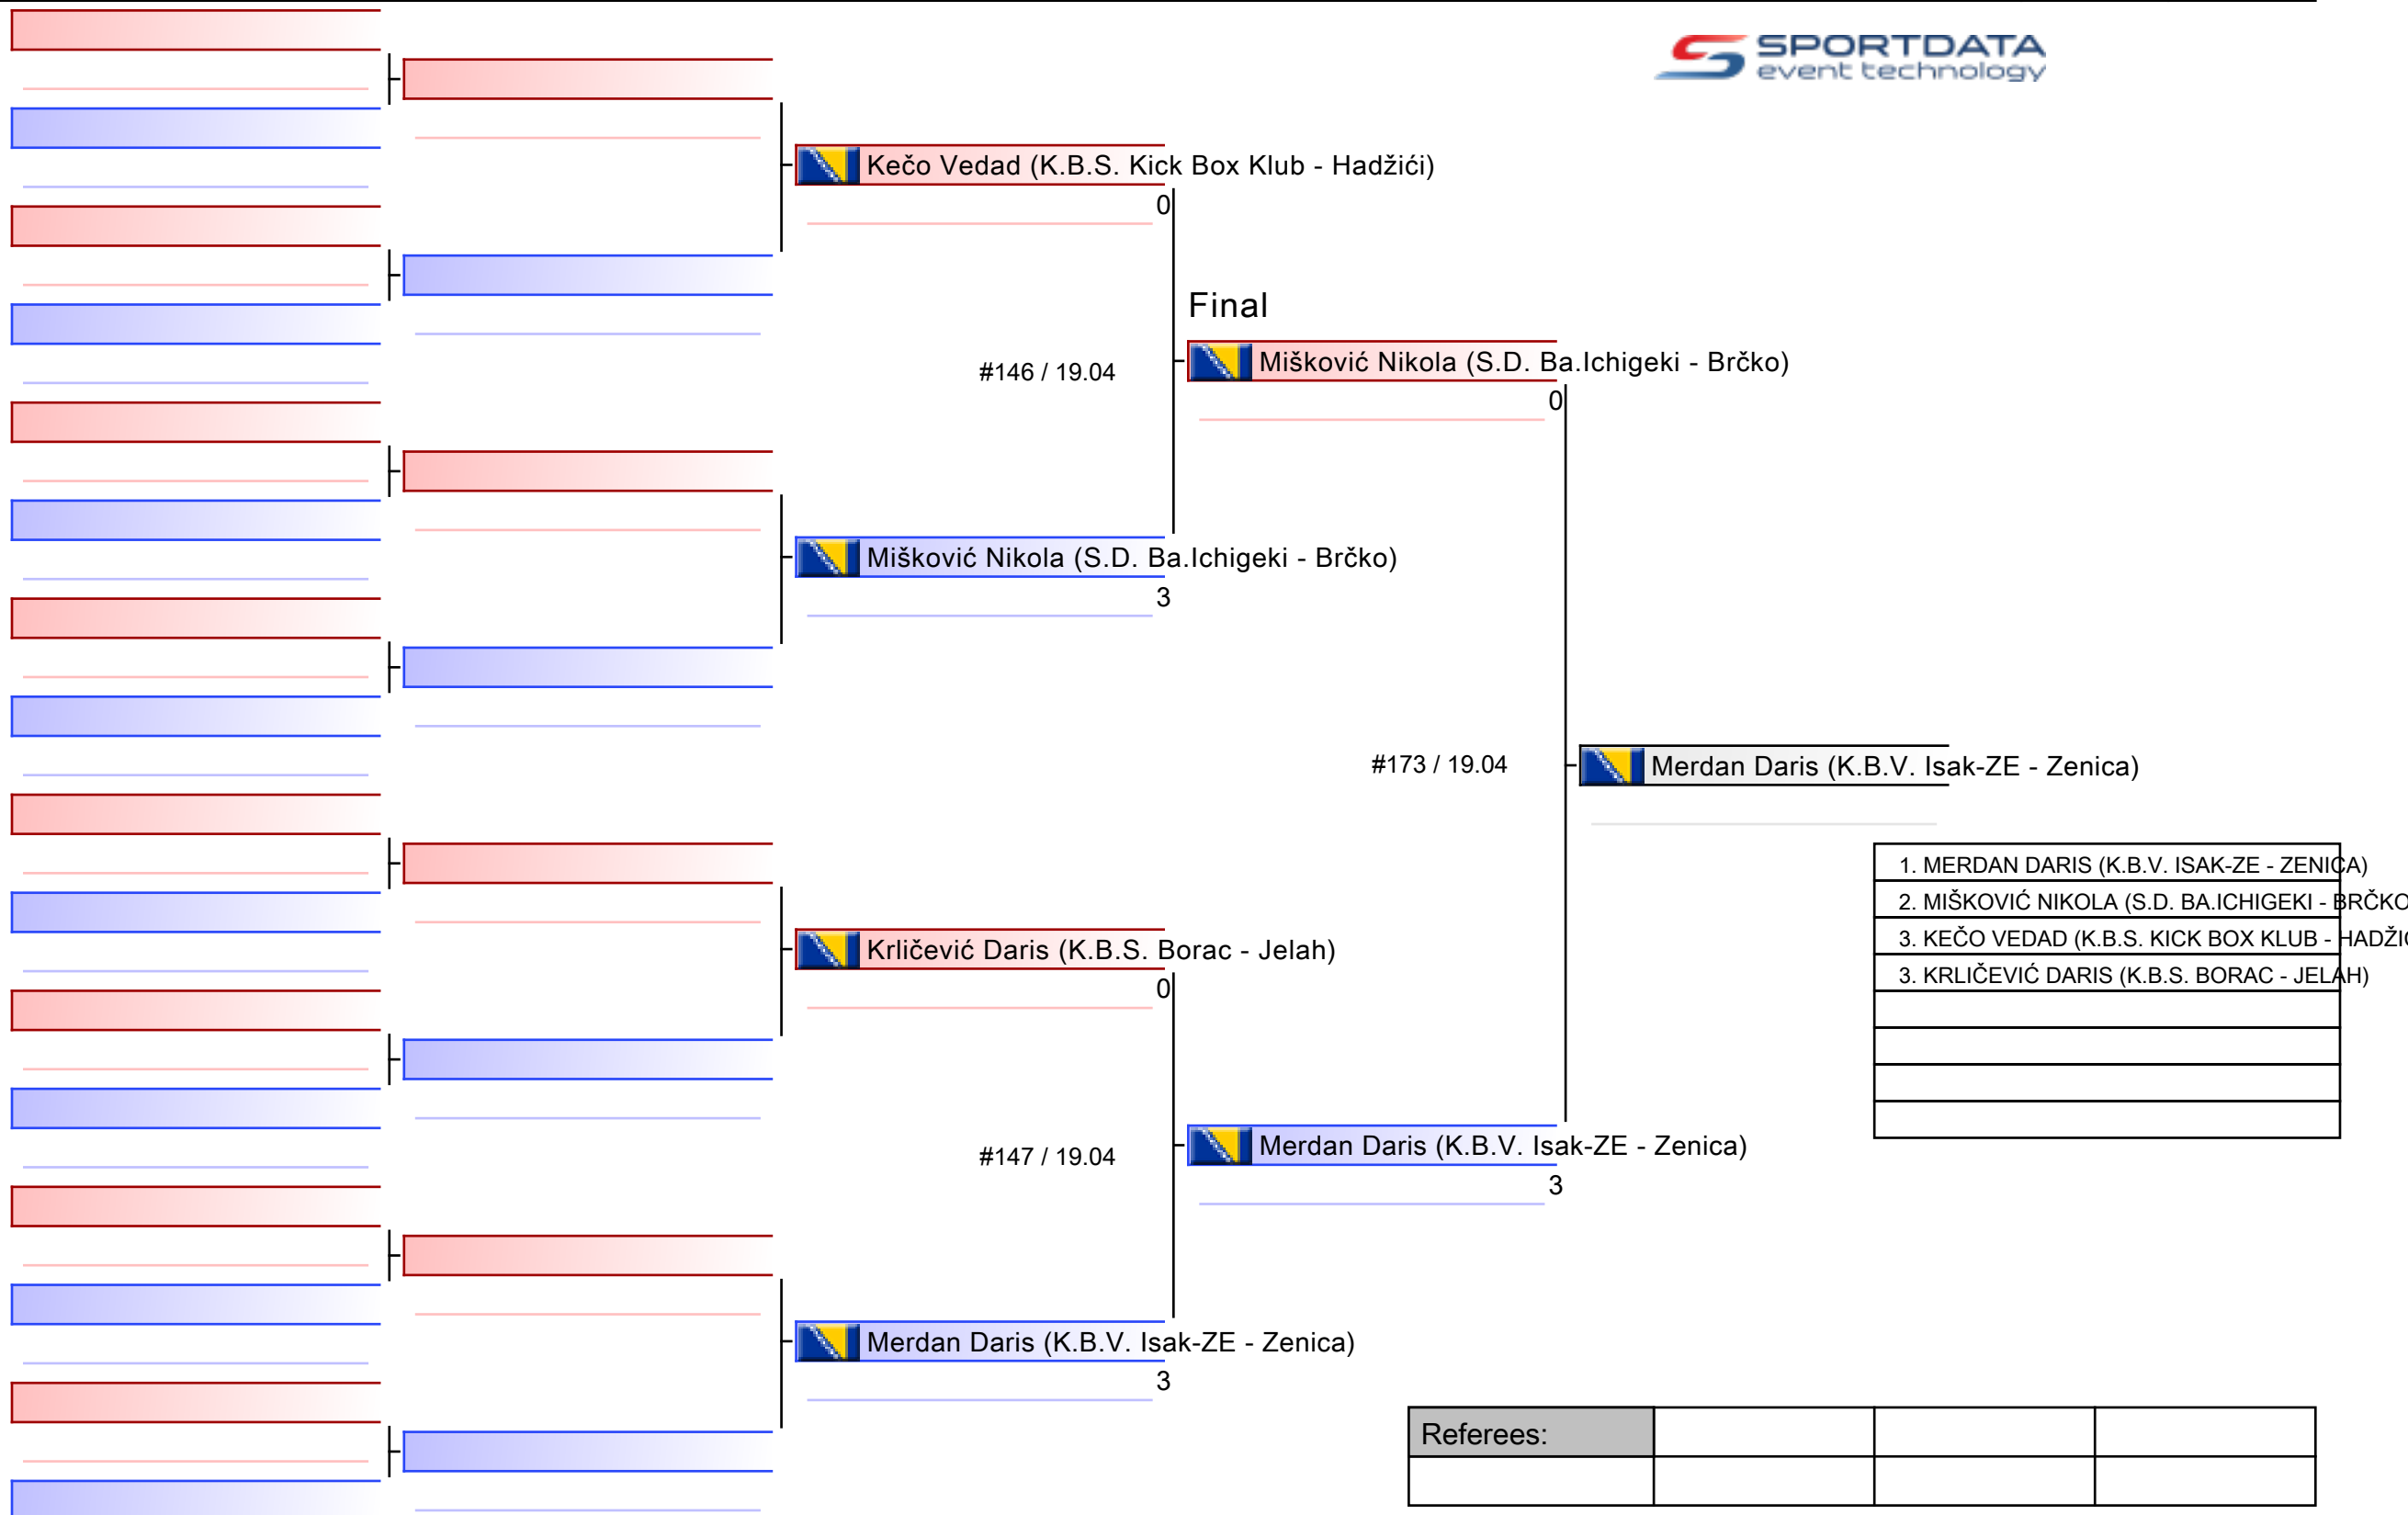 SPORTDATA
event technology
Kečo Vedad (K.B.S. Kick Box Klub - Hadžići)
0
Final
#146 / 19.04
Mišković Nikola (S.D. Ba.Ichigeki - Brčko)
0
Mišković Nikola (S.D. Ba.Ichigeki - Brčko)
3
#173 / 19.04
Merdan Daris (K.B.V. Isak-ZE - Zenica)
1. MERDAN DARIS (K.B.V. ISAK-ZE - ZENICA)
2. MIŠKOVIĆ NIKOLA (S.D. BA.ICHIGEKI - BRČKO
3. KEČO VEDAD (K.B.S. KICK BOX KLUB - HADŽIĆ
3. KRLIČEVIĆ DARIS (K.B.S. BORAC - JELAH)
Krličević Daris (K.B.S. Borac - Jelah)
0
#147 / 19.04
Merdan Daris (K.B.V. Isak-ZE - Zenica)
3
Merdan Daris (K.B.V. Isak-ZE - Zenica)
3
Referees: